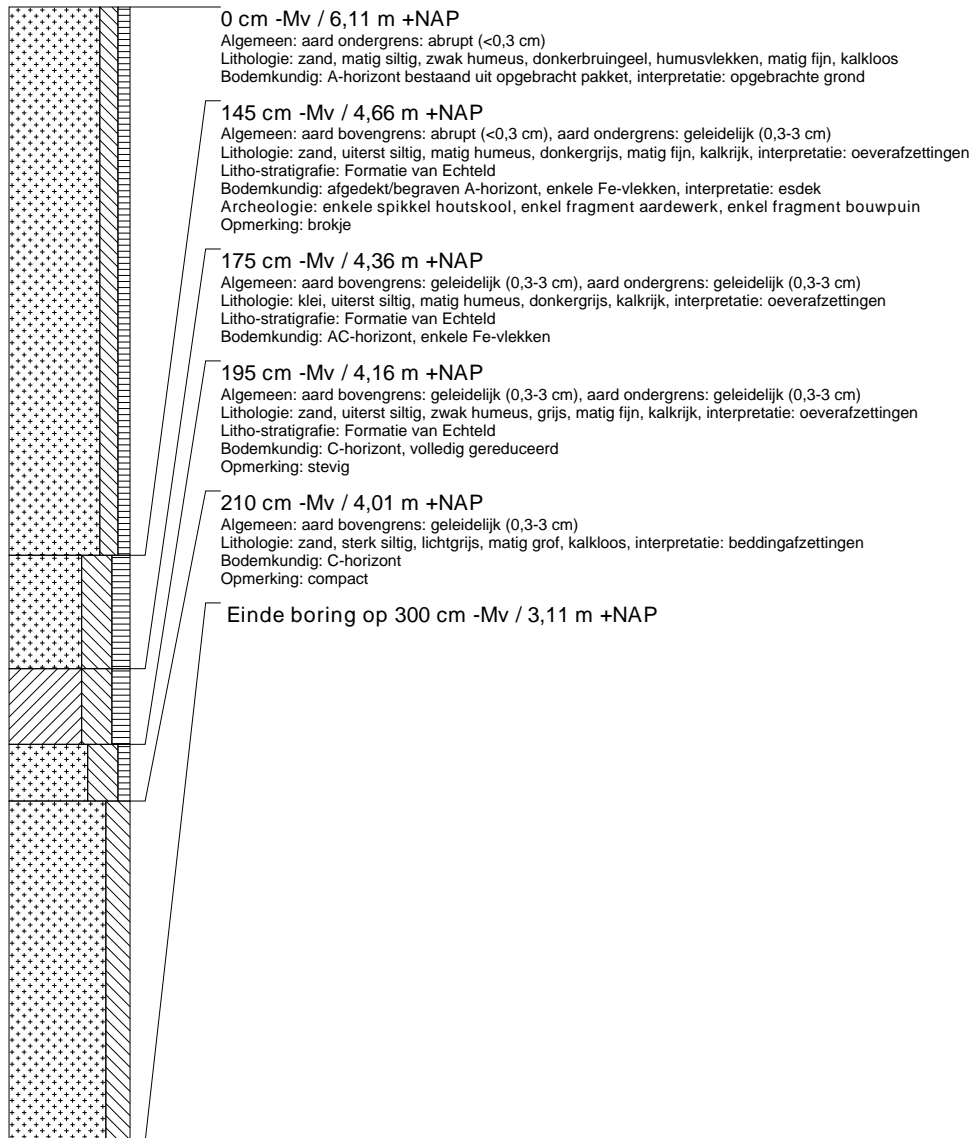 0 cm -Mv / 6,11 m +NAP
Algemeen: aard ondergrens: abrupt (<0,3 cm)
Lithologie: zand, matig siltig, zwak humeus, donkerbruingeel, humusvlekken, matig fijn, kalkloos
Bodemkundig: A-horizont bestaand uit opgebracht pakket, interpretatie: opgebrachte grond
145 cm -Mv / 4,66 m +NAP
Algemeen: aard bovengrens: abrupt (<0,3 cm), aard ondergrens: geleidelijk (0,3-3 cm)
Lithologie: zand, uiterst siltig, matig humeus, donkergrijs, matig fijn, kalkrijk, interpretatie: oeverafzettingen
Litho-stratigrafie: Formatie van Echteld
Bodemkundig: afgedekt/begraven A-horizont, enkele Fe-vlekken, interpretatie: esdek
Archeologie: enkele spikkel houtskool, enkel fragment aardewerk, enkel fragment bouwpuin
Opmerking: brokje
175 cm -Mv / 4,36 m +NAP
Algemeen: aard bovengrens: geleidelijk (0,3-3 cm), aard ondergrens: geleidelijk (0,3-3 cm)
Lithologie: klei, uiterst siltig, matig humeus, donkergrijs, kalkrijk, interpretatie: oeverafzettingen
Litho-stratigrafie: Formatie van Echteld
Bodemkundig: AC-horizont, enkele Fe-vlekken
195 cm -Mv / 4,16 m +NAP
Algemeen: aard bovengrens: geleidelijk (0,3-3 cm), aard ondergrens: geleidelijk (0,3-3 cm)
Lithologie: zand, uiterst siltig, zwak humeus, grijs, matig fijn, kalkrijk, interpretatie: oeverafzettingen
Litho-stratigrafie: Formatie van Echteld
Bodemkundig: C-horizont, volledig gereduceerd
Opmerking: stevig
210 cm -Mv / 4,01 m +NAP
Algemeen: aard bovengrens: geleidelijk (0,3-3 cm)
Lithologie: zand, sterk siltig, lichtgrijs, matig grof, kalkloos, interpretatie: beddingafzettingen
Bodemkundig: C-horizont
Opmerking: compact
Einde boring op 300 cm -Mv / 3,11 m +NAP